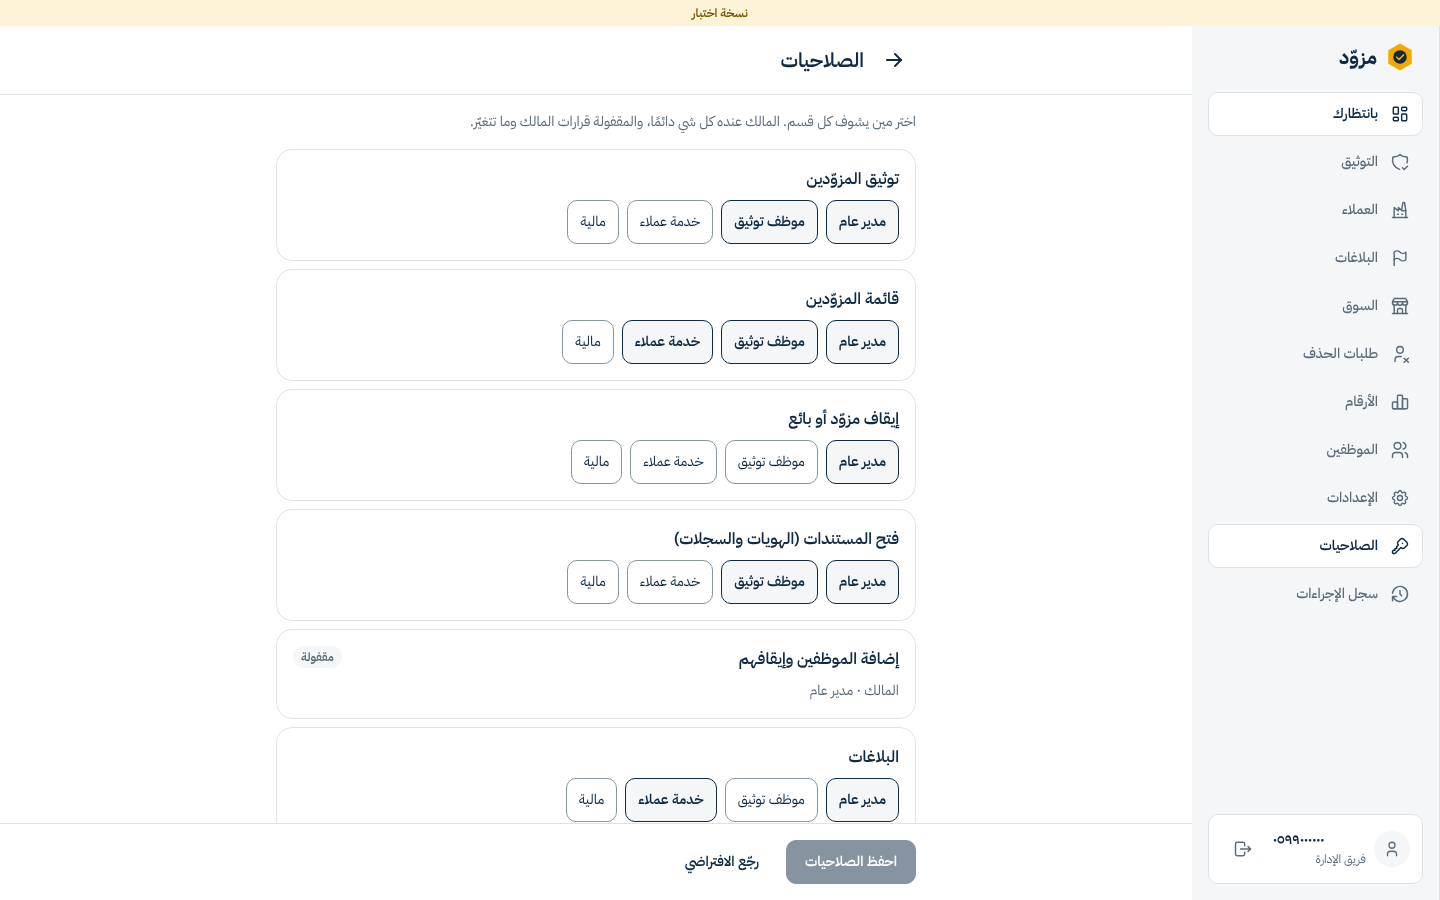 نسخة اختبار
مزوّد
بانتظارك
التوثيق
العملاء
البلاغات
السوق
طلبات الحذف
الأرقام
الموظفين
الإعدادات
الصلاحيات
سجل الإجراءات
٠٥٩٩٠٠٠٠٠٠
فريق الإدارة
الصلاحيات
اختر مين يشوف كل قسم. المالك عنده كل شي دائمًا، والمقفولة قرارات المالك وما تتغيّر.
توثيق المزوّدين
مدير عام موظف توثيق خدمة عملاء مالية
قائمة المزوّدين
مدير عام موظف توثيق خدمة عملاء مالية
إيقاف مزوّد أو بائع
مدير عام موظف توثيق خدمة عملاء مالية
فتح المستندات (الهويات والسجلات)
مدير عام موظف توثيق خدمة عملاء مالية
إضافة الموظفين وإيقافهم مقفولة
المالك · مدير عام
البلاغات
مدير عام موظف توثيق خدمة عملاء مالية
احفظ الصلاحيات رجّع الافتراضي